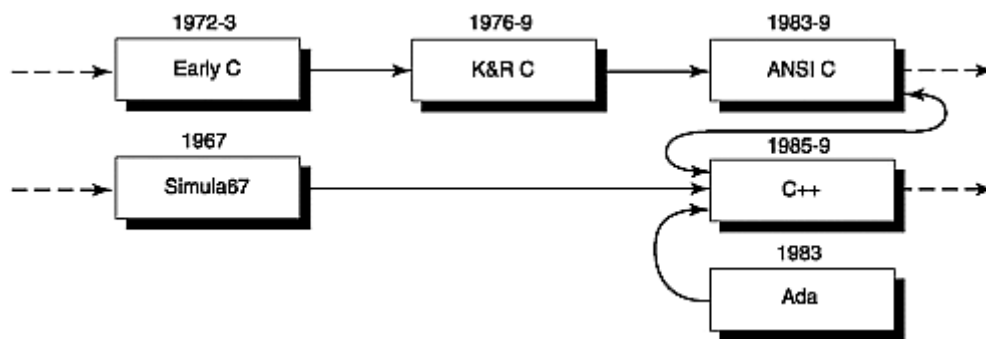 1972-3
1976-9
1983-9
Early C
K&R C
ANSI C
1967
1985-9
Simula67
C++
1983
Ada